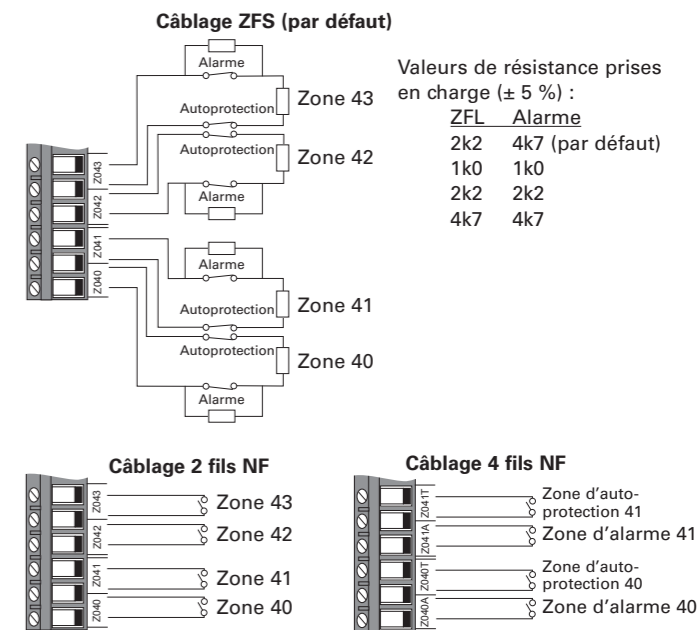 Câblage ZFS (par défaut)
Alarme
Autoprotection
Zone 43
Autoprotection
Zone 42
Alarme
Z043
Z042
Z041
Z040
Alarme
Autoprotection
Zone 41
Autoprotection
Zone 40
Alarme
Valeurs de résistance prises
en charge (± 5 %) :
ZFL Alarme
2k2 4k7 (par défaut)
1k0 1k0
2k2 2k2
4k7 4k7
Câblage 2 fils NF
Z043
Zone 43
Z042
Zone 42
Z041
Zone 41
Z040
Zone 40
Câblage 4 fils NF
Z041T
Zone d'auto-
protection 41
Z041A
Zone d'alarme 41
Z040T
Zone d'auto-
protection 40
Z040A
Zone d'alarme 40